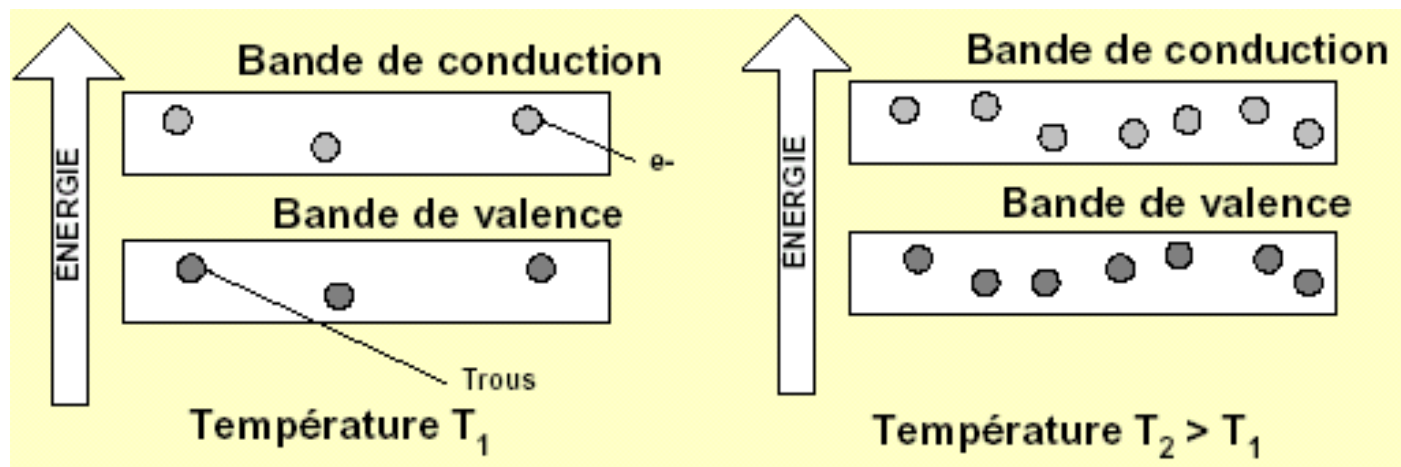 Bande de conduction
ENERGIE
e-
Bande de valence
Trous
Température T₁
Bande de conduction
ENERGIE
Bande de valence
Température T₂ > T₁